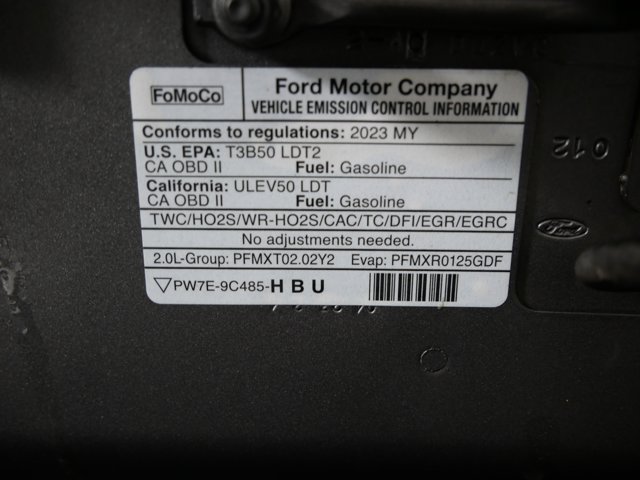 FoMoCo
Ford Motor Company
VEHICLE EMISSION CONTROL INFORMATION
Conforms to regulations: 2023 MY
U.S. EPA: T3B50 LDT2
CA OBD II Fuel: Gasoline
California: ULEV50 LDT
CA OBD II Fuel: Gasoline
TWC/HO2S/WR-HO2S/CAC/TC/DFI/EGR/EGRC
No adjustments needed.
2.0L-Group: PFMXT02.02Y2 Evap: PFMXR0125GDF
PW7E-9C485-H B U
Ford
012